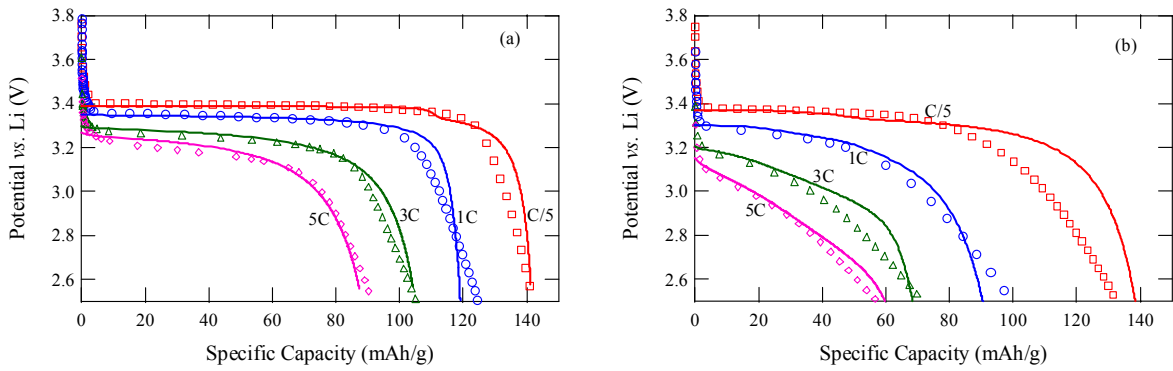 (a)
3.8
3.6
3.4
3.2
3.0
2.8
2.6
Potential vs. Li (V)
5C
3C
1C
C/5
0
20
40
60
80
100
120
140
Specific Capacity (mAh/g)
(b)
3.8
3.6
3.4
3.2
3.0
2.8
2.6
Potential vs. Li (V)
C/5
1C
3C
5C
0
20
40
60
80
100
120
140
Specific Capacity (mAh/g)